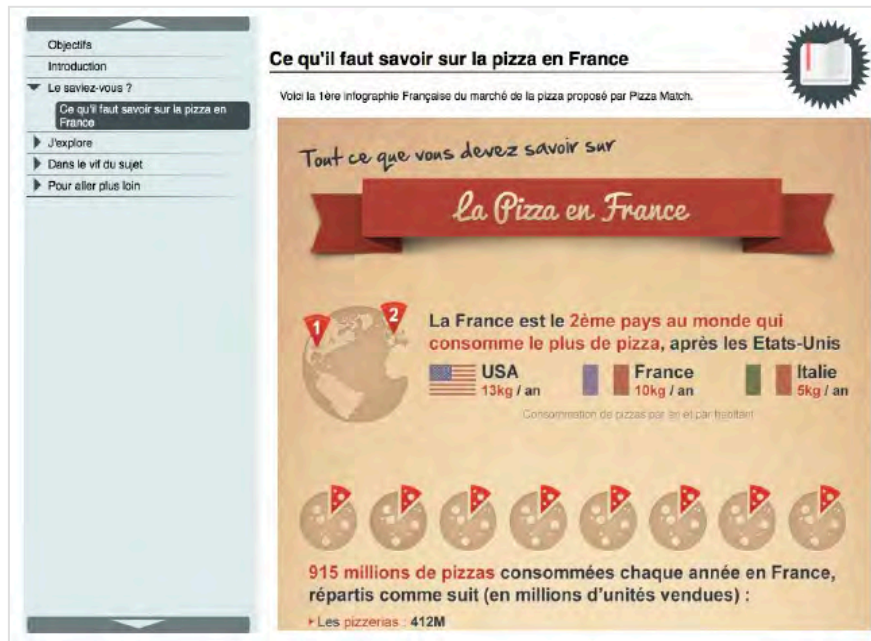 Objectifs
Introduction
Le saviez-vous ?
Ce qu'il faut savoir sur la pizza en
France
J'explore
Dans le vif du sujet
Pour aller plus loin
Ce qu'il faut savoir sur la pizza en France
Voici la 1ère infographie Française du marché de la pizza proposé par Pizza Match.
Tout ce que vous devez savoir sur
La Pizza en France
1 2
La France est le 2ème pays au monde qui
consomme le plus de pizza, après les Etats-Unis
USA France Italie
13kg / an 10kg / an 5kg / an
Consommation de pizzas par an et par habitant
915 millions de pizzas consommées chaque année en France,
répartis comme suit (en millions d'unités vendues) :
Les pizzerias : 412M